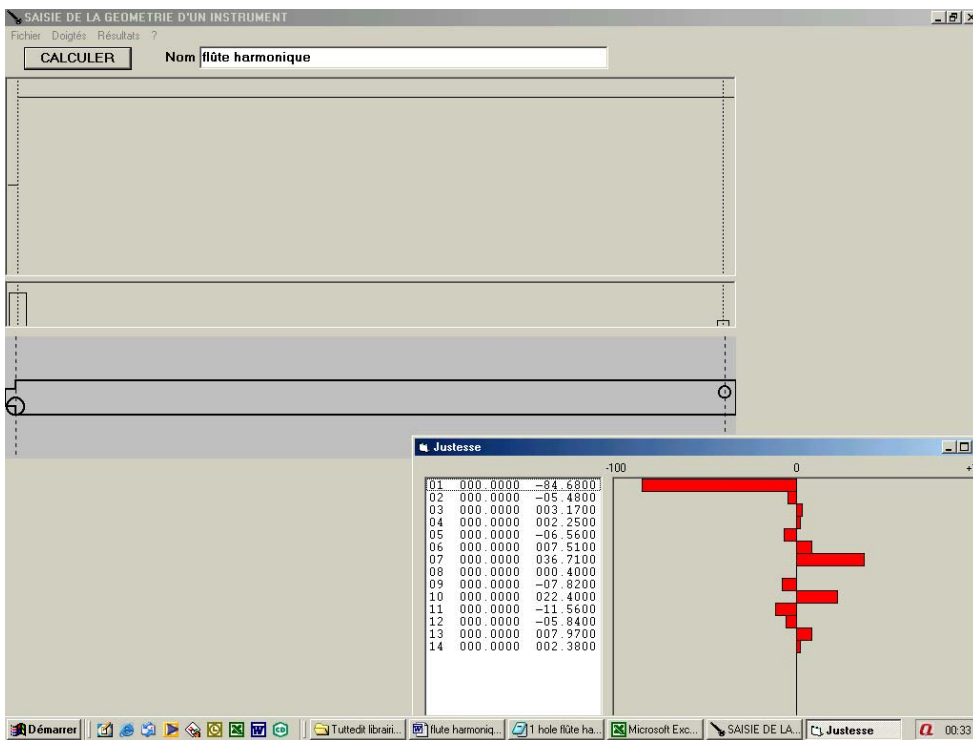 SAISIE DE LA GEOMETRIE D'UN INSTRUMENT
Fichier Doigtés Résultats ?
CALCULER Nom flûte harmonique
Justesse
-100 0
01 000.0000 -84.6800
02 000.0000 -05.4800
03 000.0000 003.1700
04 000.0000 002.2500
05 000.0000 -06.5600
06 000.0000 007.5100
07 000.0000 036.7100
08 000.0000 000.4000
09 000.0000 -07.8200
10 000.0000 022.4000
11 000.0000 -11.5600
12 000.0000 -05.8400
13 000.0000 007.9700
14 000.0000 002.3800
Démarrer Tuttedit librairi... flute harmoniq... 1 hole flûte ha... Microsoft Exc... SAISIE DE LA... Justesse 00:33